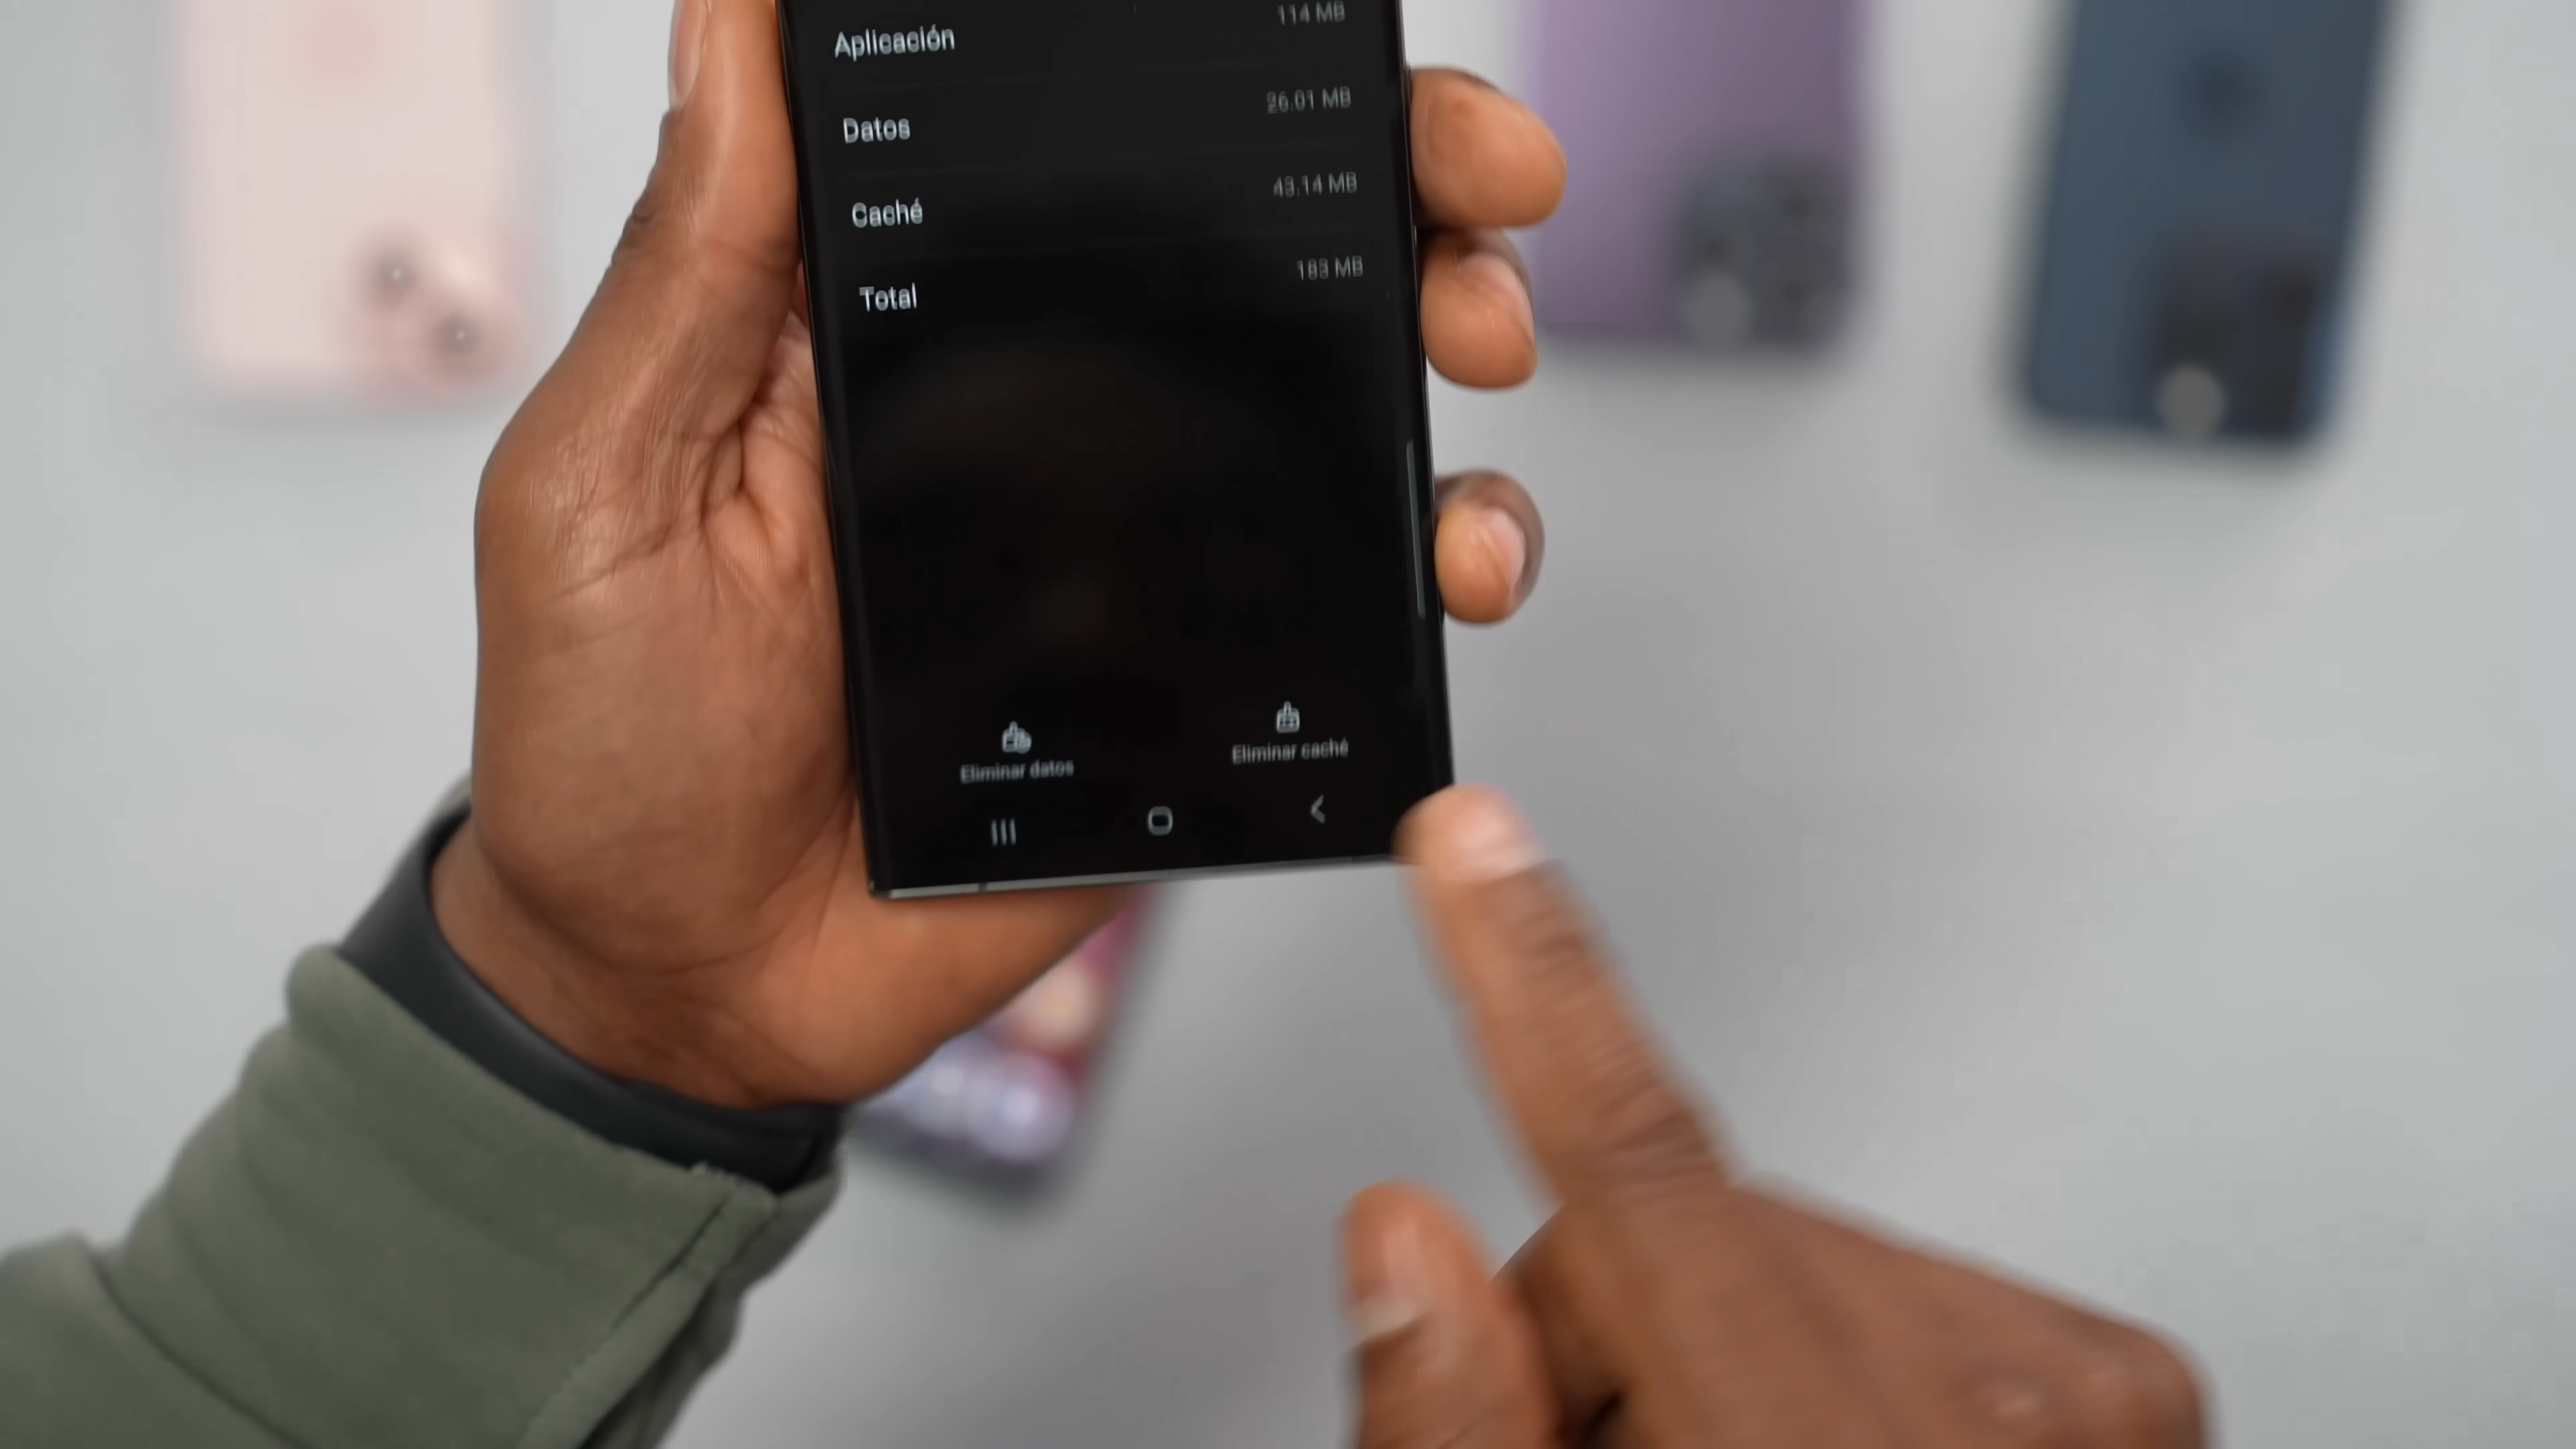 Aplicación 114 MB
Datos 26.01 MB
Caché 43.14 MB
Total 183 MB
Eliminar datos
Eliminar caché